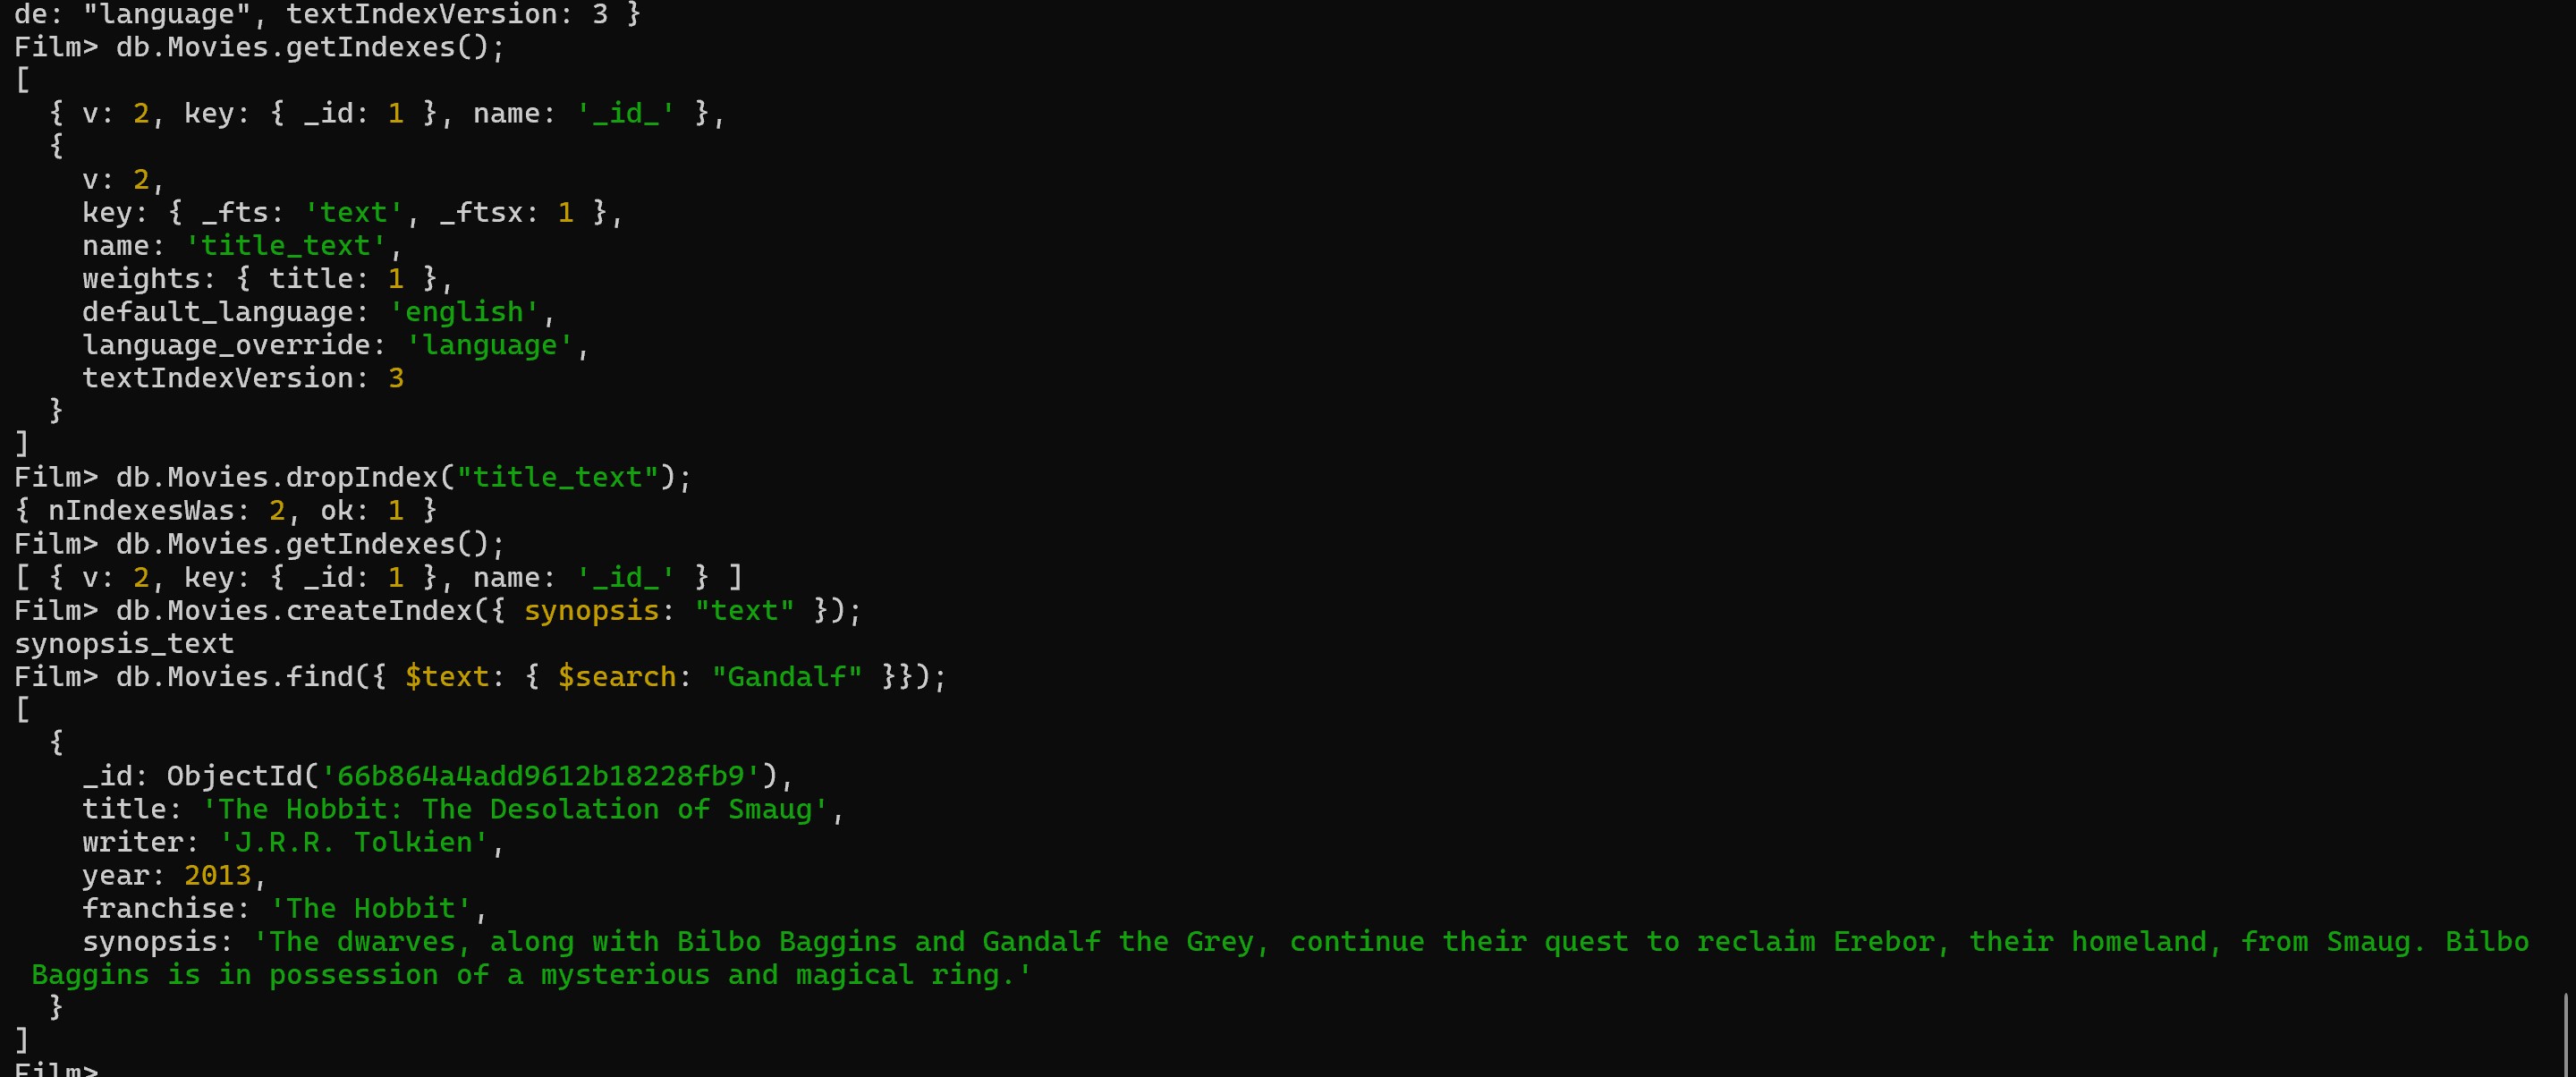 de: "language", textIndexVersion: 3 }
Film> db.Movies.getIndexes();
[
  { v: 2, key: { _id: 1 }, name: '_id_' },
  {
    v: 2,
    key: { _fts: 'text', _ftsx: 1 },
    name: 'title_text',
    weights: { title: 1 },
    default_language: 'english',
    language_override: 'language',
    textIndexVersion: 3
  }
]
Film> db.Movies.dropIndex("title_text");
{ nIndexesWas: 2, ok: 1 }
Film> db.Movies.getIndexes();
[ { v: 2, key: { _id: 1 }, name: '_id_' } ]
Film> db.Movies.createIndex({ synopsis: "text" });
synopsis_text
Film> db.Movies.find({ $text: { $search: "Gandalf" }});
[
  {
    _id: ObjectId('66b864a4add9612b18228fb9'),
    title: 'The Hobbit: The Desolation of Smaug',
    writer: 'J.R.R. Tolkien',
    year: 2013,
    franchise: 'The Hobbit',
    synopsis: 'The dwarves, along with Bilbo Baggins and Gandalf the Grey, continue their quest to reclaim Erebor, their homeland, from Smaug. Bilbo
 Baggins is in possession of a mysterious and magical ring.'
  }
]
Film>